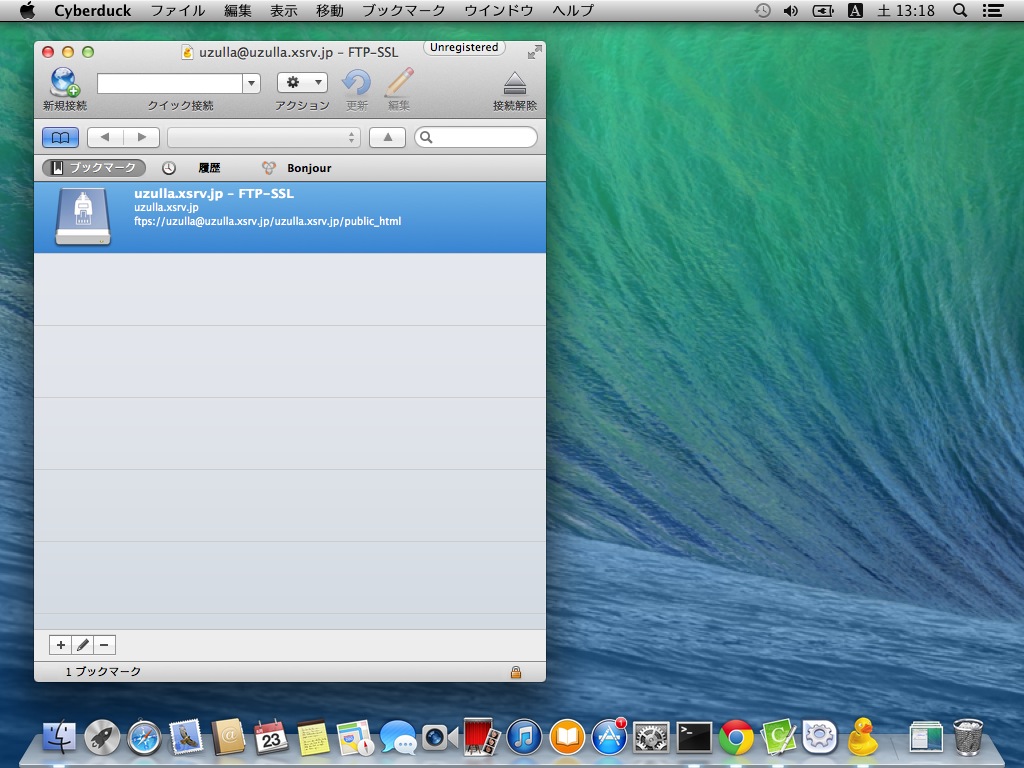 Cyberduck ファイル 編集 表示 移動 ブックマーク ウインドウ ヘルプ A 土 13:18
uzulla@uzulla.xsrv.jp – FTP-SSL Unregistered
新規接続 クイック接続 アクション 更新 編集 接続解除
ブックマーク 履歴 Bonjour
uzulla.xsrv.jp – FTP-SSL
uzulla.xsrv.jp
ftps://uzulla@uzulla.xsrv.jp/uzulla.xsrv.jp/public_html
1 ブックマーク
23
1